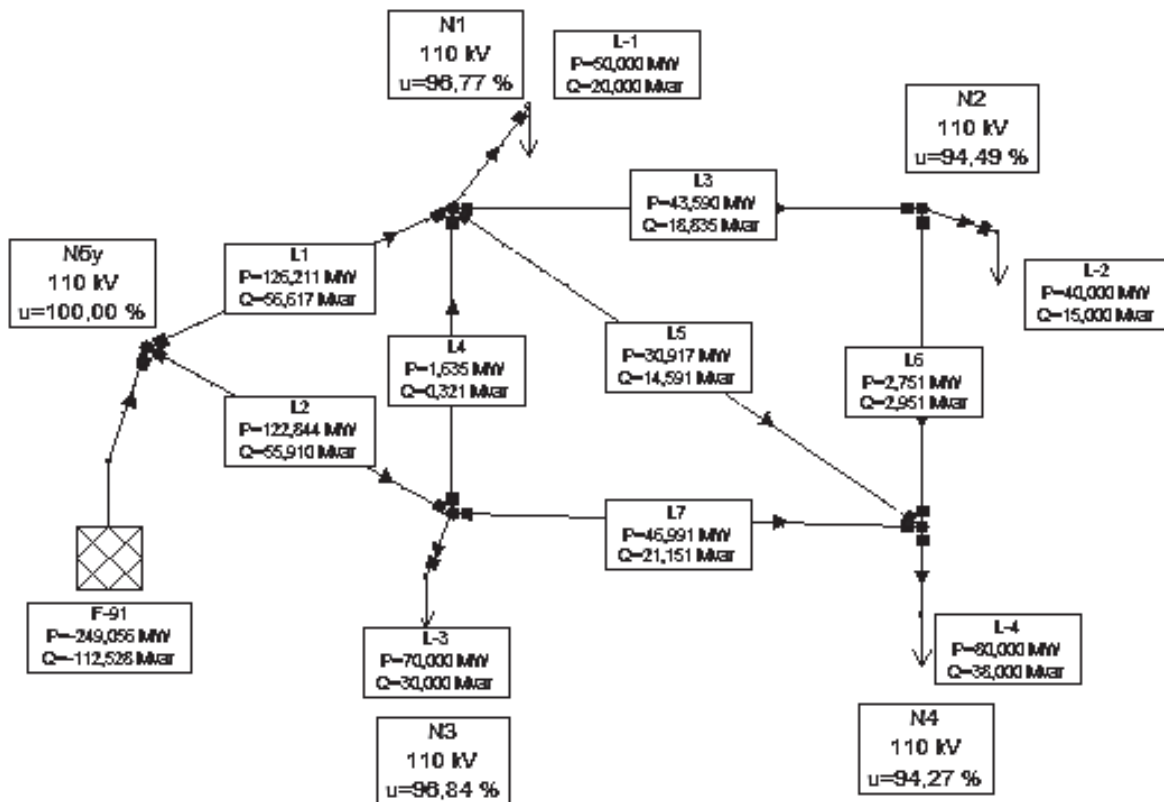 N1
110 kV
u=96,77 %
L-1
P=50,000 MW
Q=20,000 Mvar
N2
110 kV
u=94,49 %
L3
P=43,590 MW
Q=18,835 Mvar
Nбy
110 kV
u=100,00 %
L1
P=126,211 MW
Q=56,617 Mvar
L-2
P=40,000 MW
Q=15,000 Mvar
L4
P=1,635 MW
Q=0,321 Mvar
L5
P=30,917 MW
Q=14,591 Mvar
L6
P=2,751 MW
Q=2,951 Mvar
L2
P=122,844 MW
Q=55,910 Mvar
L7
P=46,991 MW
Q=21,151 Mvar
F-91
P=-249,056 MW
Q=-112,528 Mvar
L-3
P=70,000 MW
Q=30,000 Mvar
L-4
P=80,000 MW
Q=38,000 Mvar
N3
110 kV
u=96,84 %
N4
110 kV
u=94,27 %